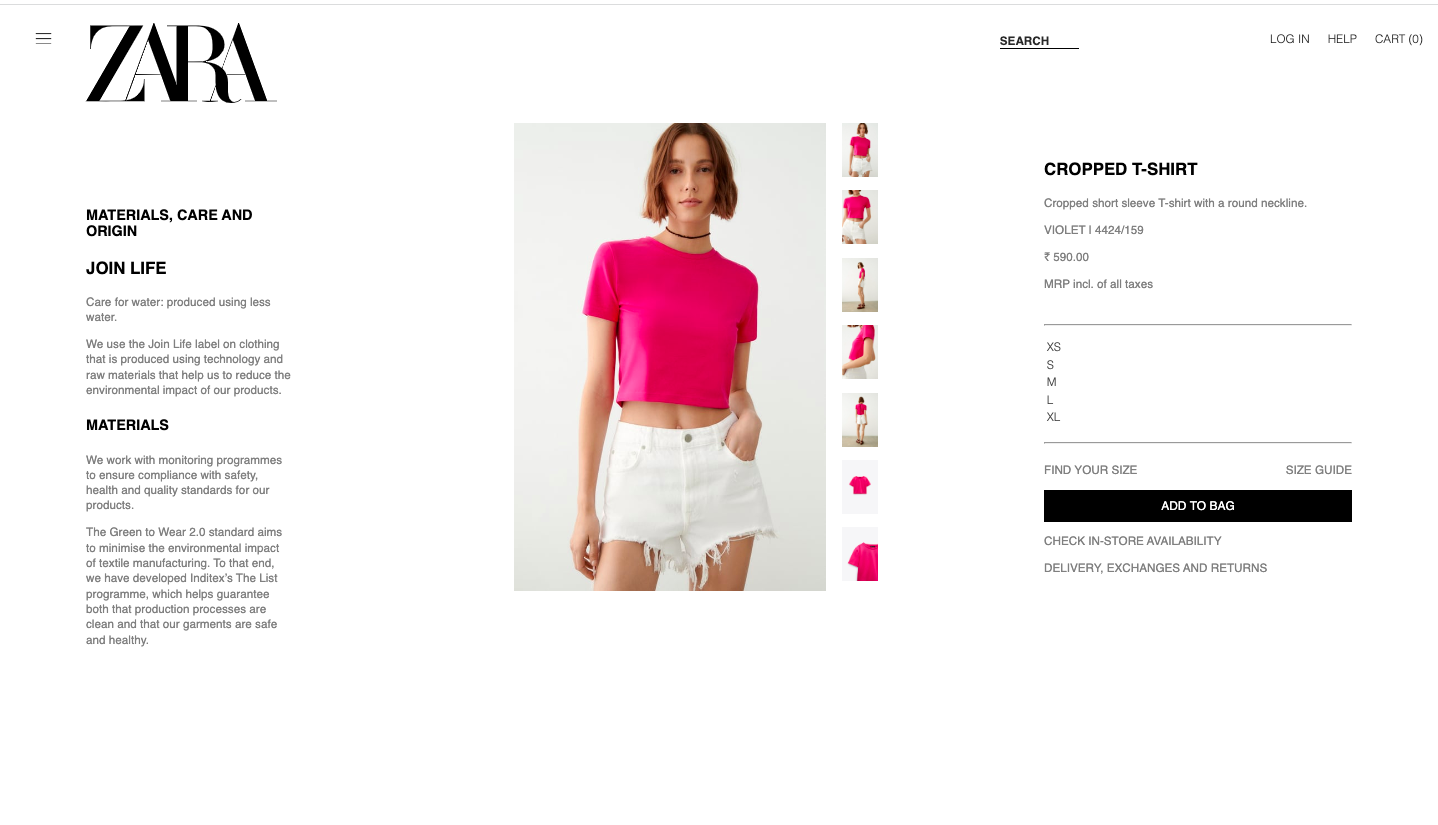 ZARA
SEARCH
LOG IN
HELP
CART (0)
MATERIALS, CARE AND
ORIGIN
JOIN LIFE
Care for water: produced using less
water.
We use the Join Life label on clothing
that is produced using technology and
raw materials that help us to reduce the
environmental impact of our products.
MATERIALS
We work with monitoring programmes
to ensure compliance with safety,
health and quality standards for our
products.
The Green to Wear 2.0 standard aims
to minimise the environmental impact
of textile manufacturing. To that end,
we have developed Inditex's The List
programme, which helps guarantee
both that production processes are
clean and that our garments are safe
and healthy.
CROPPED T-SHIRT
Cropped short sleeve T-shirt with a round neckline.
VIOLET | 4424/159
₹ 590.00
MRP incl. of all taxes
XS
S
M
L
XL
FIND YOUR SIZE
SIZE GUIDE
ADD TO BAG
CHECK IN-STORE AVAILABILITY
DELIVERY, EXCHANGES AND RETURNS